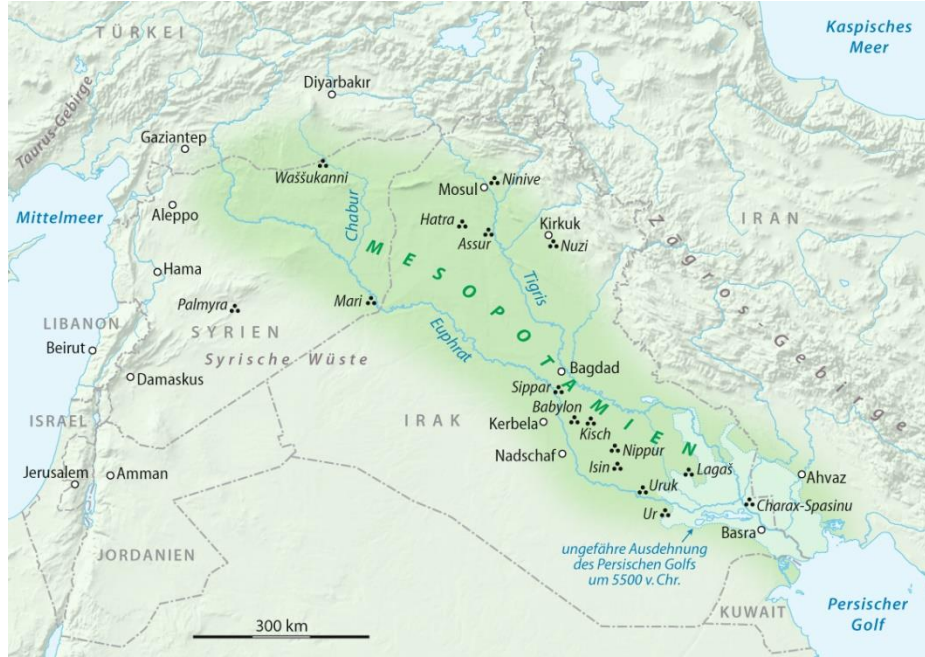 TÜRKEI
Kaspisches
Meer
Diyarbakır
Taurus-Gebirge
Gaziantep
Waššukanni
Ninive
Mosul
Mittelmeer
Aleppo
Chabur
Hatra
Assur
Kirkuk
Nuzi
IRAN
Zagros-Gebirge
MESOPOTAMIEN
Hama
Tigris
Palmyra
Mari
LIBANON
SYRIEN
Euphrat
Beirut
Syrische Wüste
Bagdad
Damaskus
Sippar
Babylon
ISRAEL
IRAK
Kerbela
Kisch
Nadschaf
Nippur
Jerusalem
Amman
Isin
Lagaš
Ahvaz
Uruk
Charax-Spasinu
Ur
Basra
JORDANIEN
ungefähre Ausdehnung
des Persischen Golfs
um 5500 v. Chr.
KUWAIT
Persischer
Golf
300 km